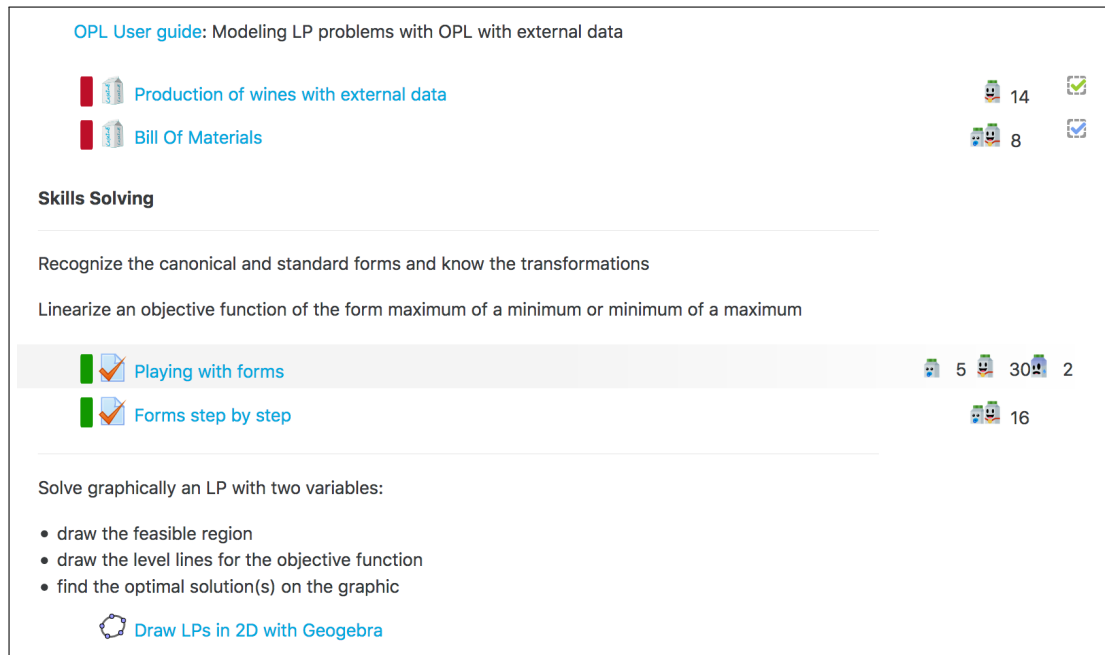 OPL User guide: Modeling LP problems with OPL with external data
Production of wines with external data 14
Bill Of Materials 8
Skills Solving
Recognize the canonical and standard forms and know the transformations
Linearize an objective function of the form maximum of a minimum or minimum of a maximum
Playing with forms 5 30 2
Forms step by step 16
Solve graphically an LP with two variables:
• draw the feasible region
• draw the level lines for the objective function
• find the optimal solution(s) on the graphic
Draw LPs in 2D with Geogebra